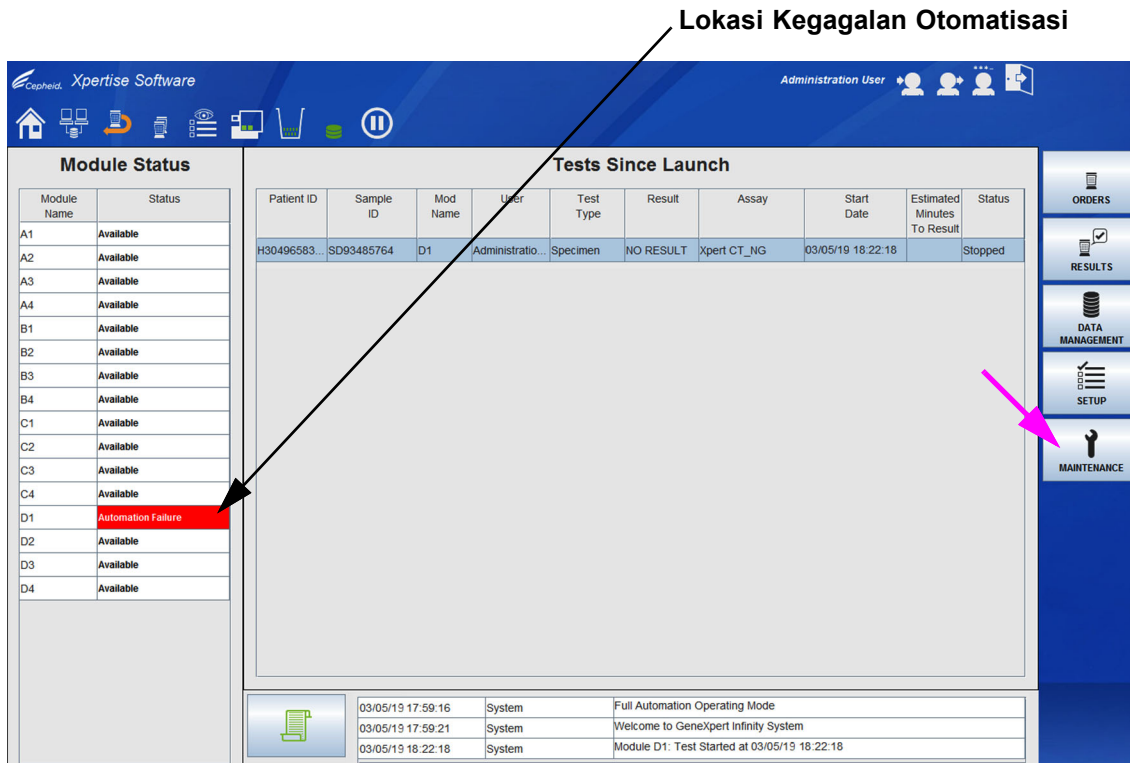 Lokasi Kegagalan Otomatisasi
Cepheid. Xpertise Software
Administration User
Module Status
Tests Since Launch
Module Name Status
Patient ID Sample ID Mod Name User Test Type Result Assay Start Date Estimated Minutes To Result Status
A1 Available
A2 Available
A3 Available
A4 Available
B1 Available
B2 Available
B3 Available
B4 Available
C1 Available
C2 Available
C3 Available
C4 Available
D1 Automation Failure
D2 Available
D3 Available
D4 Available
H30496583... SD93485764 D1 Administratio... Specimen NO RESULT Xpert CT_NG 03/05/19 18:22:18 Stopped
ORDERS
RESULTS
DATA
MANAGEMENT
SETUP
MAINTENANCE
03/05/19 17:59:16 System Full Automation Operating Mode
03/05/19 17:59:21 System Welcome to GeneXpert Infinity System
03/05/19 18:22:18 System Module D1: Test Started at 03/05/19 18:22:18